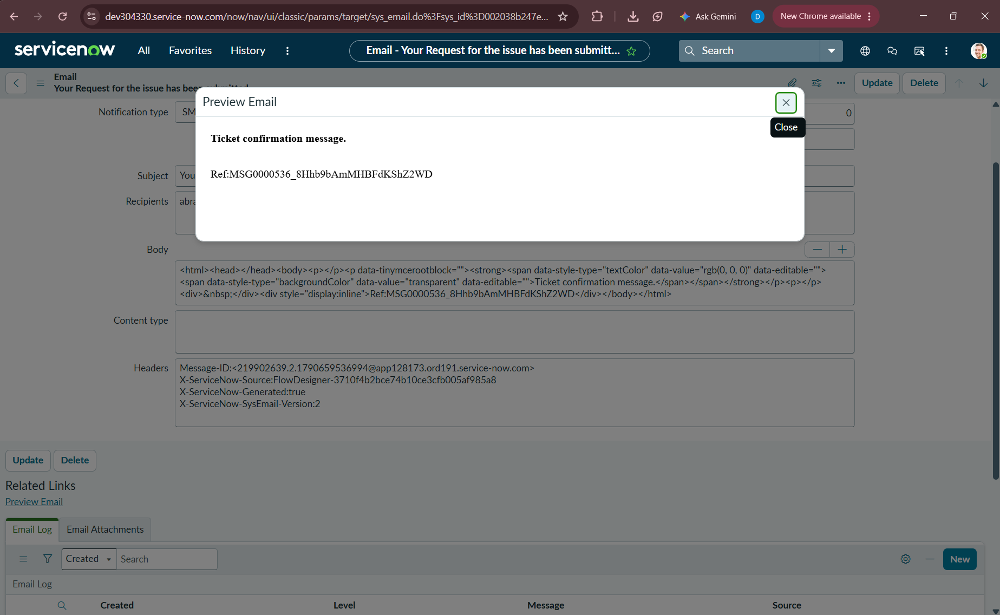 dev304330.service-now.com/now/nav/ui/classic/params/target/sys_email.do%3Fsys_id%3D002038b247e...
Ask Gemini
D
New Chrome available
servicenow
All
Favorites
History
Email - Your Request for the issue has been submitt...
Search
Email
Your Request for the issue has been submitted
Update
Delete
Preview Email
Close
Notification type
SM
0
Ticket confirmation message.
Ref:MSG0000536_8Hhb9bAmMHBFdKShZ2WD
Subject
You
Recipients
abra
Body
<html><head></head><body><p></p><p data-tinymcerootblock=""><strong><span data-style-type="textColor" data-value="rgb(0, 0, 0)" data-editable="">
<span data-style-type="backgroundColor" data-value="transparent" data-editable="">Ticket confirmation message.</span></span></strong></p><p></p>
<div>&nbsp;</div><div style="display:inline">Ref:MSG0000536_8Hhb9bAmMHBFdKShZ2WD</div></body></html>
Content type
Headers
Message-ID:<219902639.2.1790659536994@app128173.ord191.service-now.com>
X-ServiceNow-Source:FlowDesigner-3710f4b2bce74b10ce3cfb005af985a8
X-ServiceNow-Generated:true
X-ServiceNow-SysEmail-Version:2
Update
Delete
Related Links
Preview Email
Email Log
Email Attachments
Created
Search
New
Email Log
Created
Level
Message
Source